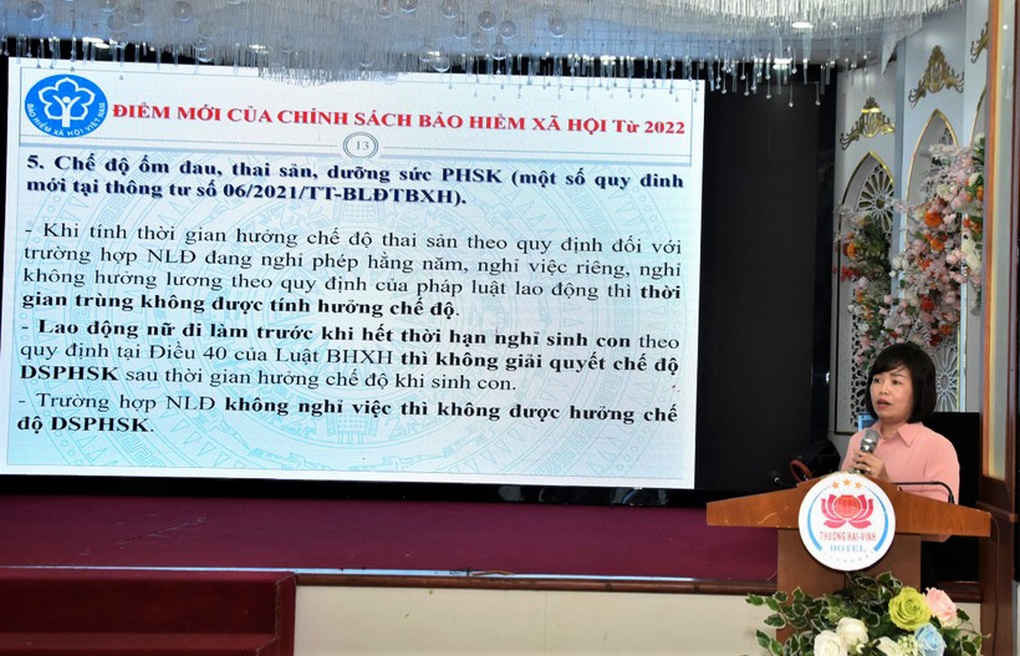 BẢO HIỂM XÃ HỘI VIỆT NAM
ĐIỂM MỚI CỦA CHÍNH SÁCH BẢO HIỂM XÃ HỘI Từ 2022
13
5. Chế độ ốm đau, thai sản, dưỡng sức PHSK (một số quy định
mới tại thông tư số 06/2021/TT-BLĐTBXH).
- Khi tính thời gian hưởng chế độ thai sản theo quy định đối với
trường hợp NLĐ đang nghỉ phép hằng năm, nghỉ việc riêng, nghỉ
không hưởng lương theo quy định của pháp luật lao động thì thời
gian trùng không được tính hưởng chế độ.
- Lao động nữ đi làm trước khi hết thời hạn nghỉ sinh con theo
quy định tại Điều 40 của Luật BHXH thì không giải quyết chế độ
DSPHSK sau thời gian hưởng chế độ khi sinh con.
- Trường hợp NLĐ không nghỉ việc thì không được hưởng chế
độ DSPHSK.
THƯỢNG HẢI-VINH
HOTEL